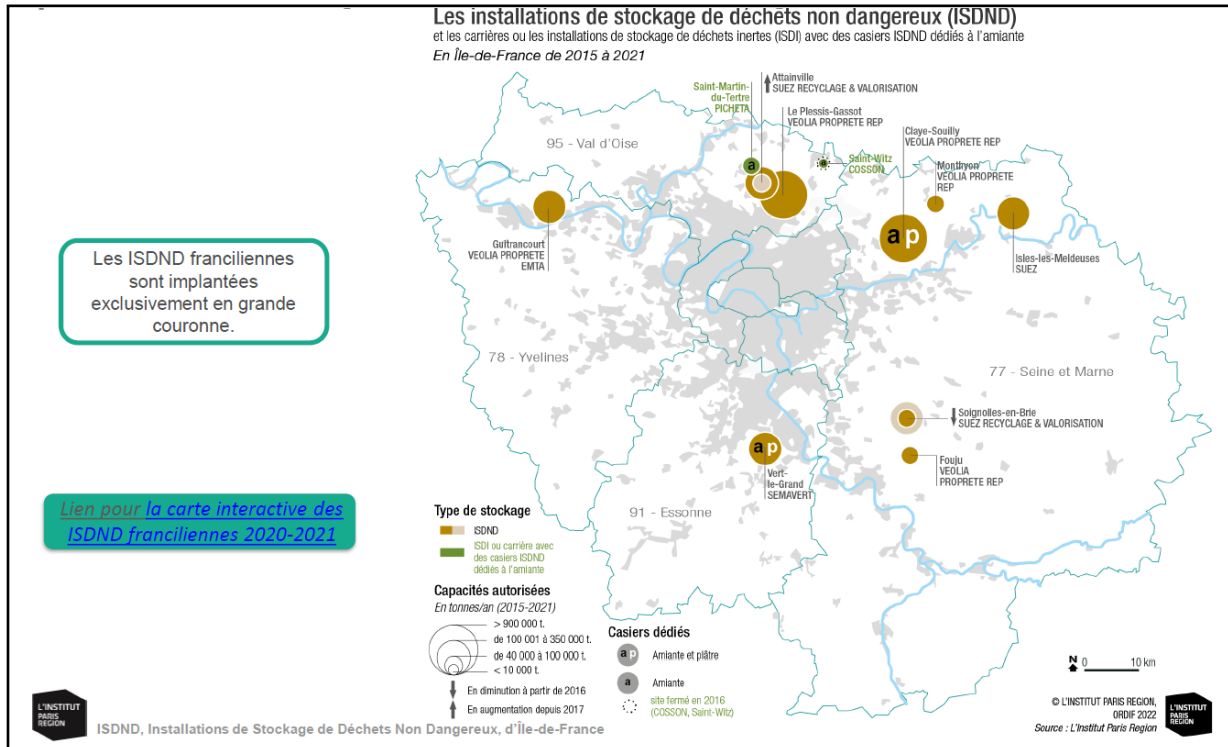 Les installations de stockage de déchets non dangereux (ISDND)
et les carrières ou les installations de stockage de déchets inertes (ISDI) avec des casiers ISDND dédiés à l'amiante
En Île-de-France de 2015 à 2021
Attainville
SUEZ RECYCLAGE & VALORISATION
Saint-Martin-
du-Tertre
PICHETA
Le Plessis-Gassot
VEOLIA PROPRETE REP
Claye-Souilly
VEOLIA PROPRETE REP
95 - Val d'Oise
a
a
Saint-Witz
COSSON
Monthyon
VEOLIA PROPRETE
REP
Guitrancourt
VEOLIA PROPRETE
EMTA
a p
Isles-les-Meldeuses
SUEZ
Les ISDND franciliennes
sont implantées
exclusivement en grande
couronne.
78 - Yvelines
77 - Seine et Marne
Soignolles-en-Brie
SUEZ RECYCLAGE & VALORISATION
a p
Fouju
VEOLIA
PROPRETE REP
Vert-
le-Grand
SEMAVERT
91 - Essonne
Lien pour la carte interactive des
ISDND franciliennes 2020-2021
Type de stockage
ISDND
ISDI ou carrière avec
des casiers ISDND
dédiés à l'amiante
Capacités autorisées
En tonnes/an (2015-2021)
> 900 000 t.
de 100 001 à 350 000 t.
de 40 000 à 100 000 t.
< 10 000 t.
En diminution à partir de 2016
En augmentation depuis 2017
Casiers dédiés
a p Amiante et plâtre
a Amiante
site fermé en 2016
(COSSON, Saint-Witz)
N 0 10 km
© L'INSTITUT PARIS REGION,
ORDIF 2022
Source : L'Institut Paris Region
L'INSTITUT
PARIS
REGION
L'INSTITUT
PARIS
REGION
ISDND, Installations de Stockage de Déchets Non Dangereux, d'Île-de-France